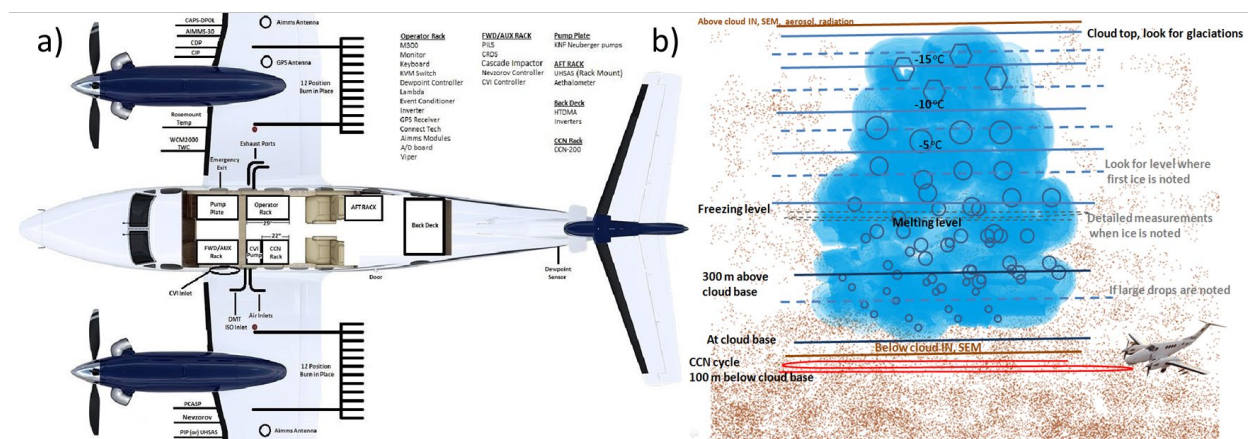 a)
CAPS-DPOL
AIMMS-30
CDP
CIP
Aimms Antenna
GPS Antenna
12 Position
Burn in Place
Rosemount
Temp
WCM2000
TWC
Exhaust Ports
Emergency
Exit
Operator Rack
M300
Monitor
Keyboard
KVM Switch
Dewpoint Controller
Lambda
Event Conditioner
Inverter
GPS Receiver
Connect Tech
Aimms Modules
A/D board
Viper
FWD/AUX RACK
PILS
CRDS
Cascade Impactor
Nevzorov Controller
CVI Controller
Pump Plate
KNF Neuberger pumps
AFT RACK
UHSAS (Rack Mount)
Aethalometer
Back Deck
HTDMA
Inverters
CCN Rack
CCN-200
Pump
Plate
Operator
Rack
25"
AFT RACK
Back Deck
22"
FWD/AUX
Rack
CVI
Pump
CCN
Rack
Door
Dewpoint
Sensor
CVI Inlet
DMT
ISO Inlet
Air Inlets
12 Position
Burn in Place
PCASP
Nevzorov
PIP (or) UHSAS
Aimms Antenna
b)
Above cloud IN, SEM, aerosol, radiation
Cloud top, look for glaciations
-15 °C
-10 °C
-5 °C
Look for level where
first ice is noted
Freezing level
Melting level
Detailed measurements
when ice is noted
300 m above
cloud base
If large drops are noted
At cloud base
Below cloud IN, SEM
CCN cycle
100 m below cloud base